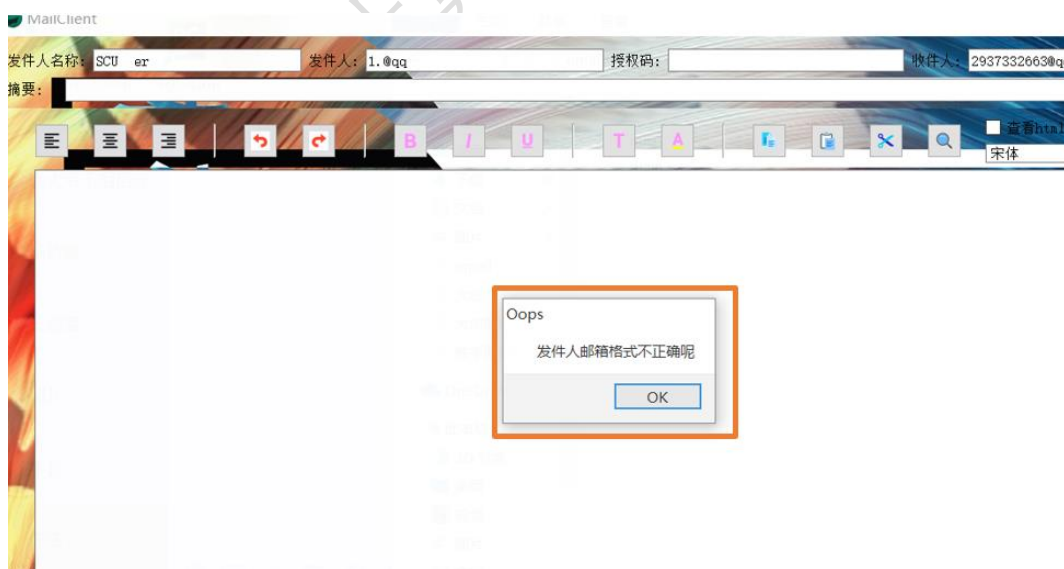 MailClient
发件人名称: SCU er 发件人: 1.@qq 授权码: 收件人: 2937332663@q
摘要:
B I U T A 查看html
宋体
Oops
发件人邮箱格式不正确呢
OK